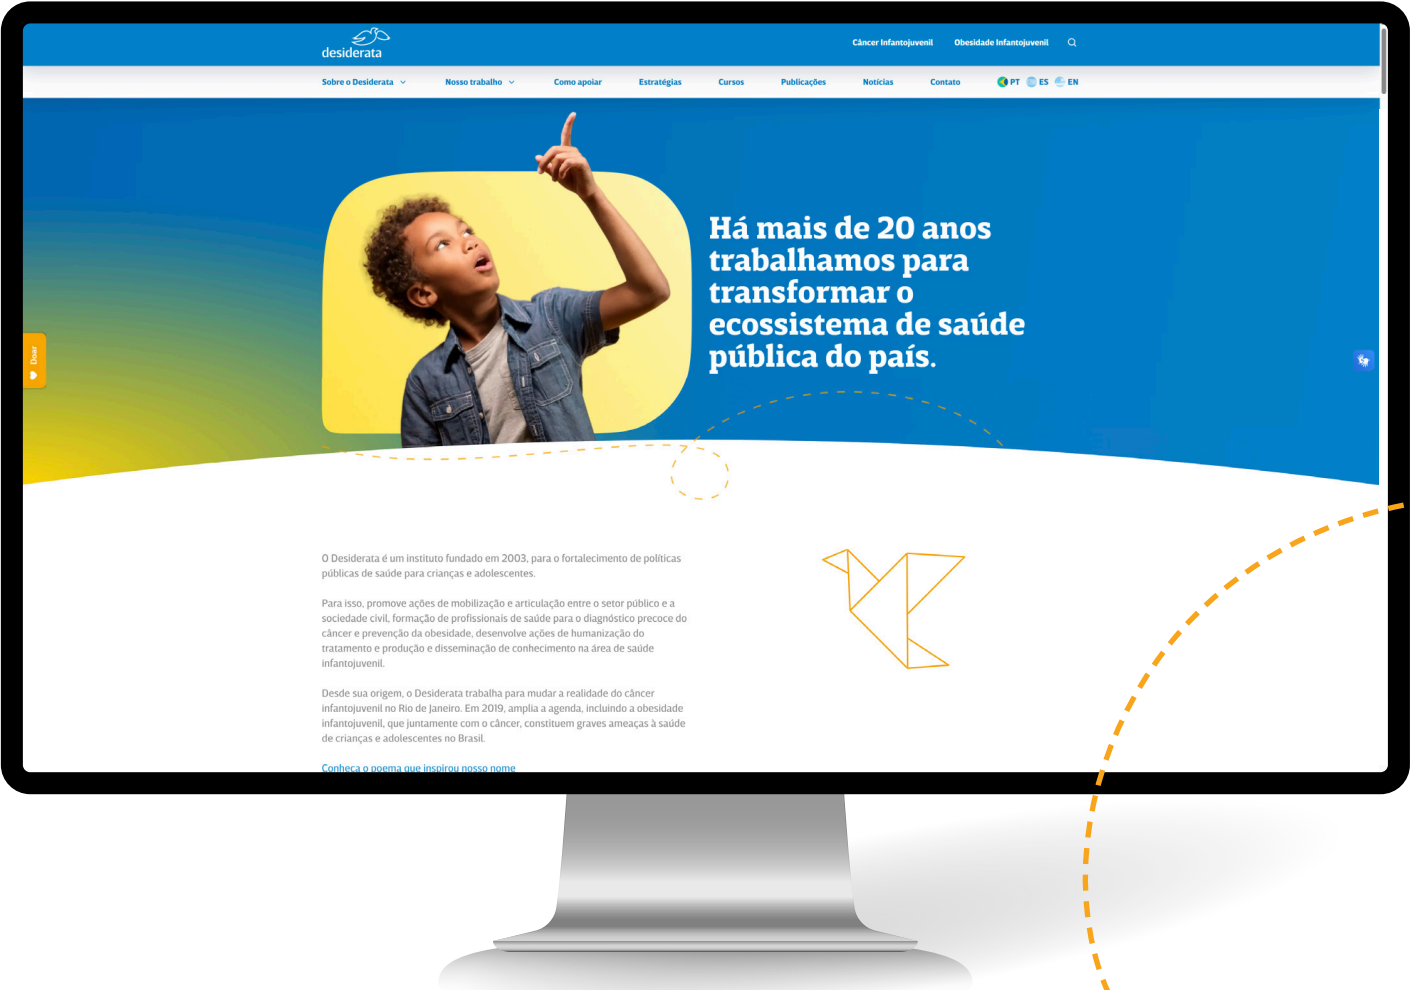 desiderata
Câncer Infantojuvenil Obesidade Infantojuvenil
Sobre o Desiderata Nosso trabalho Como apoiar Estratégias Cursos Publicações Notícias Contato PT ES EN
Há mais de 20 anos
trabalhamos para
transformar o
ecossistema de saúde
pública do país.
Doar
O Desiderata é um instituto fundado em 2003, para o fortalecimento de políticas
públicas de saúde para crianças e adolescentes.
Para isso, promove ações de mobilização e articulação entre o setor público e a
sociedade civil, formação de profissionais de saúde para o diagnóstico precoce do
câncer e prevenção da obesidade, desenvolve ações de humanização do
tratamento e produção e disseminação de conhecimento na área de saúde
infantojuvenil.
Desde sua origem, o Desiderata trabalha para mudar a realidade do câncer
infantojuvenil no Rio de Janeiro. Em 2019, amplia a agenda, incluindo a obesidade
infantojuvenil, que juntamente com o câncer, constituem graves ameaças à saúde
de crianças e adolescentes no Brasil.
Conheça o poema que inspirou nosso nome